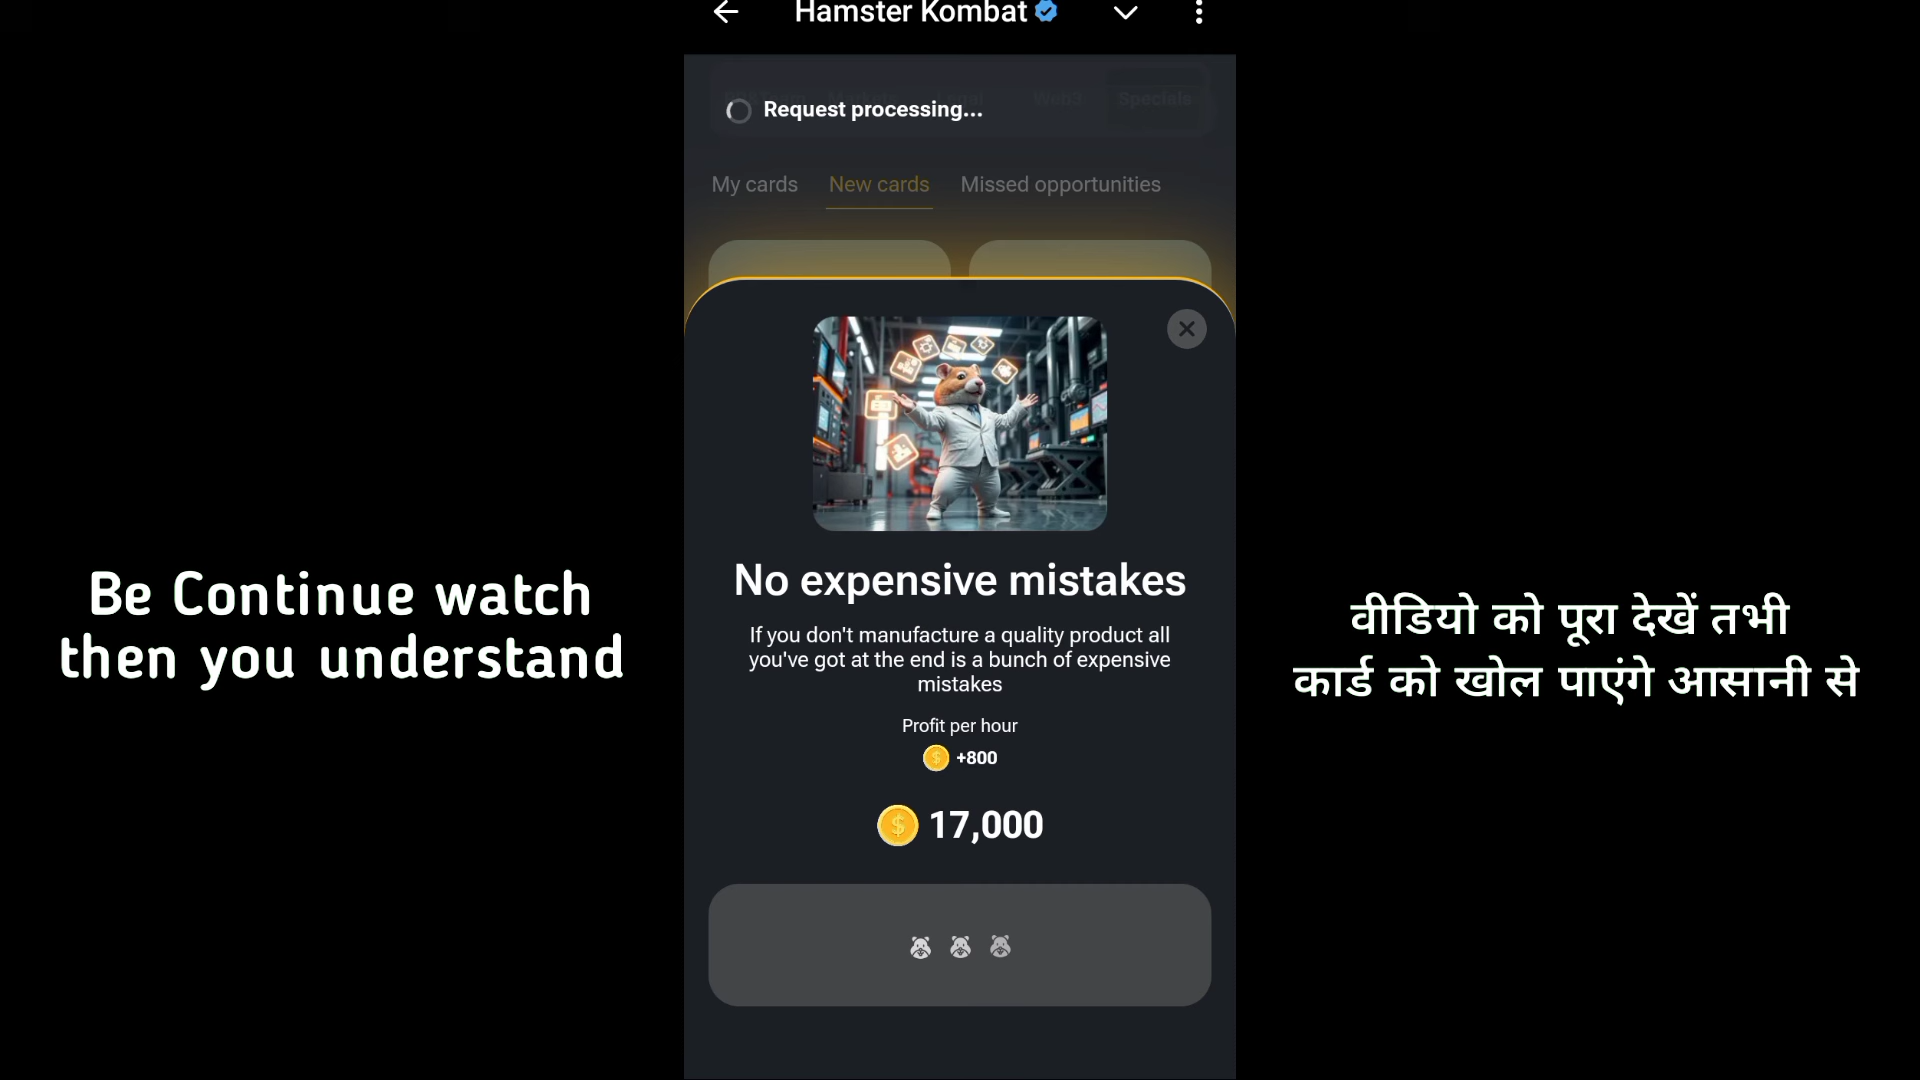 Hamster Kombat
Request processing...
Web3
Specials
My cards
New cards
Missed opportunities
No expensive mistakes
If you don't manufacture a quality product all
you've got at the end is a bunch of expensive
mistakes
Profit per hour
+800
17,000
Be Continue watch
then you understand
वीडियो को पूरा देखें तभी
कार्ड को खोल पाएंगे आसानी से